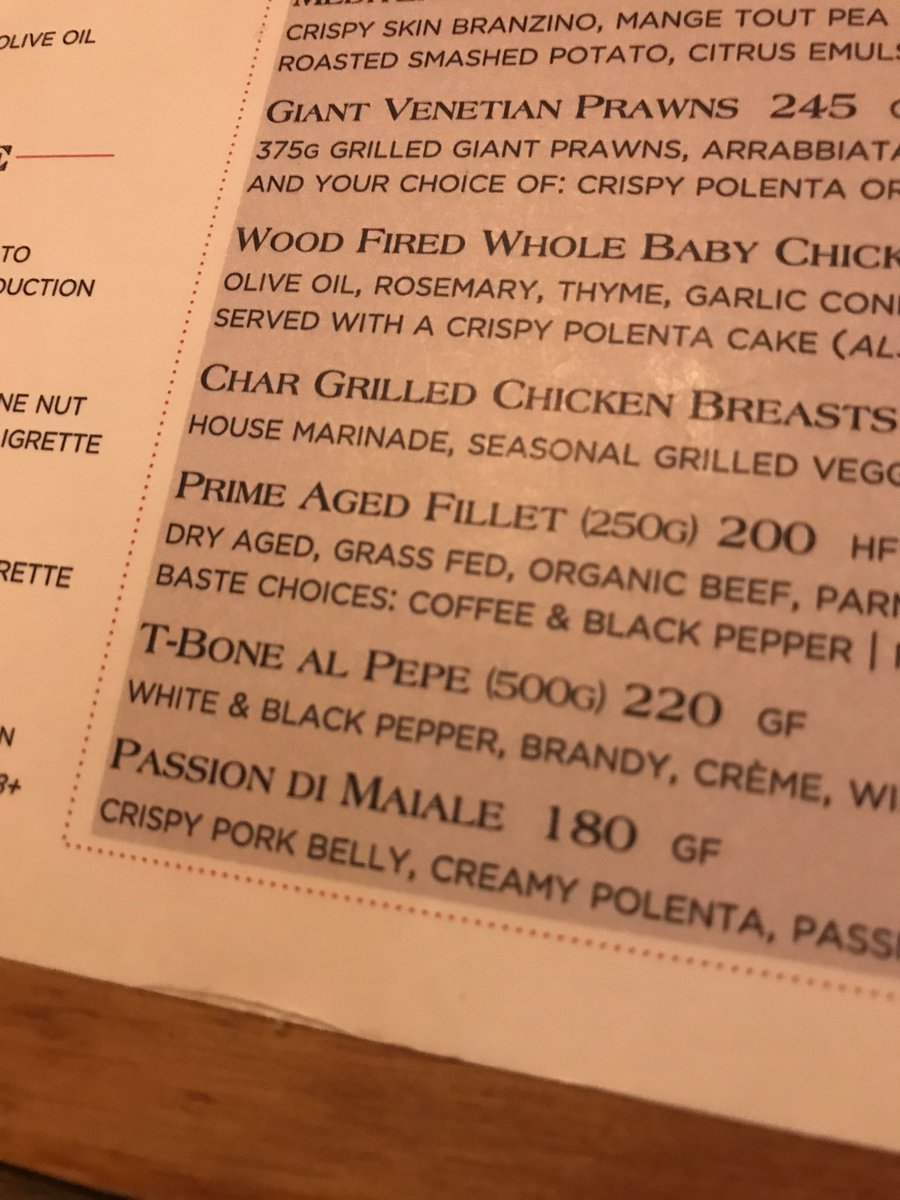 OLIVE OIL
TO
NE NUT
CRISPY SKIN BRANZINO, MANGE TOUT PEA
ROASTED SMASHED POTATO, CITRUS
GIANT VENETIAN PRAWNS 245
375G GRILLED GIANT PRAWNS, ARRABBIATA
AND YOUR CHOICE OF: CRISPY POLENTA OR
WOOD FIRED WHOLE BABY
OLIVE OIL, ROSEMARY, THYME, GARLIC
SERVED WITH A CRISPY POLENTA CAKE
CHAR GRILLED CHICKEN BREASTS
HOUSE MARINADE, SEASONAL GRILLED
PRIME AGED FILLET (250G) 200 HF
DRY AGED, GRASS FED, ORGANIC BEEF,
BASTE CHOICES: COFFEE & BLACK PEPPER |
T-BONE AL PEPE (500G) 220 GF
WHITE & BLACK PEPPER, BRANDY, CRÈME,
PASSION DI MAIALE 180 GF
CRISPY PORK BELLY, CREAMY POLENTA,